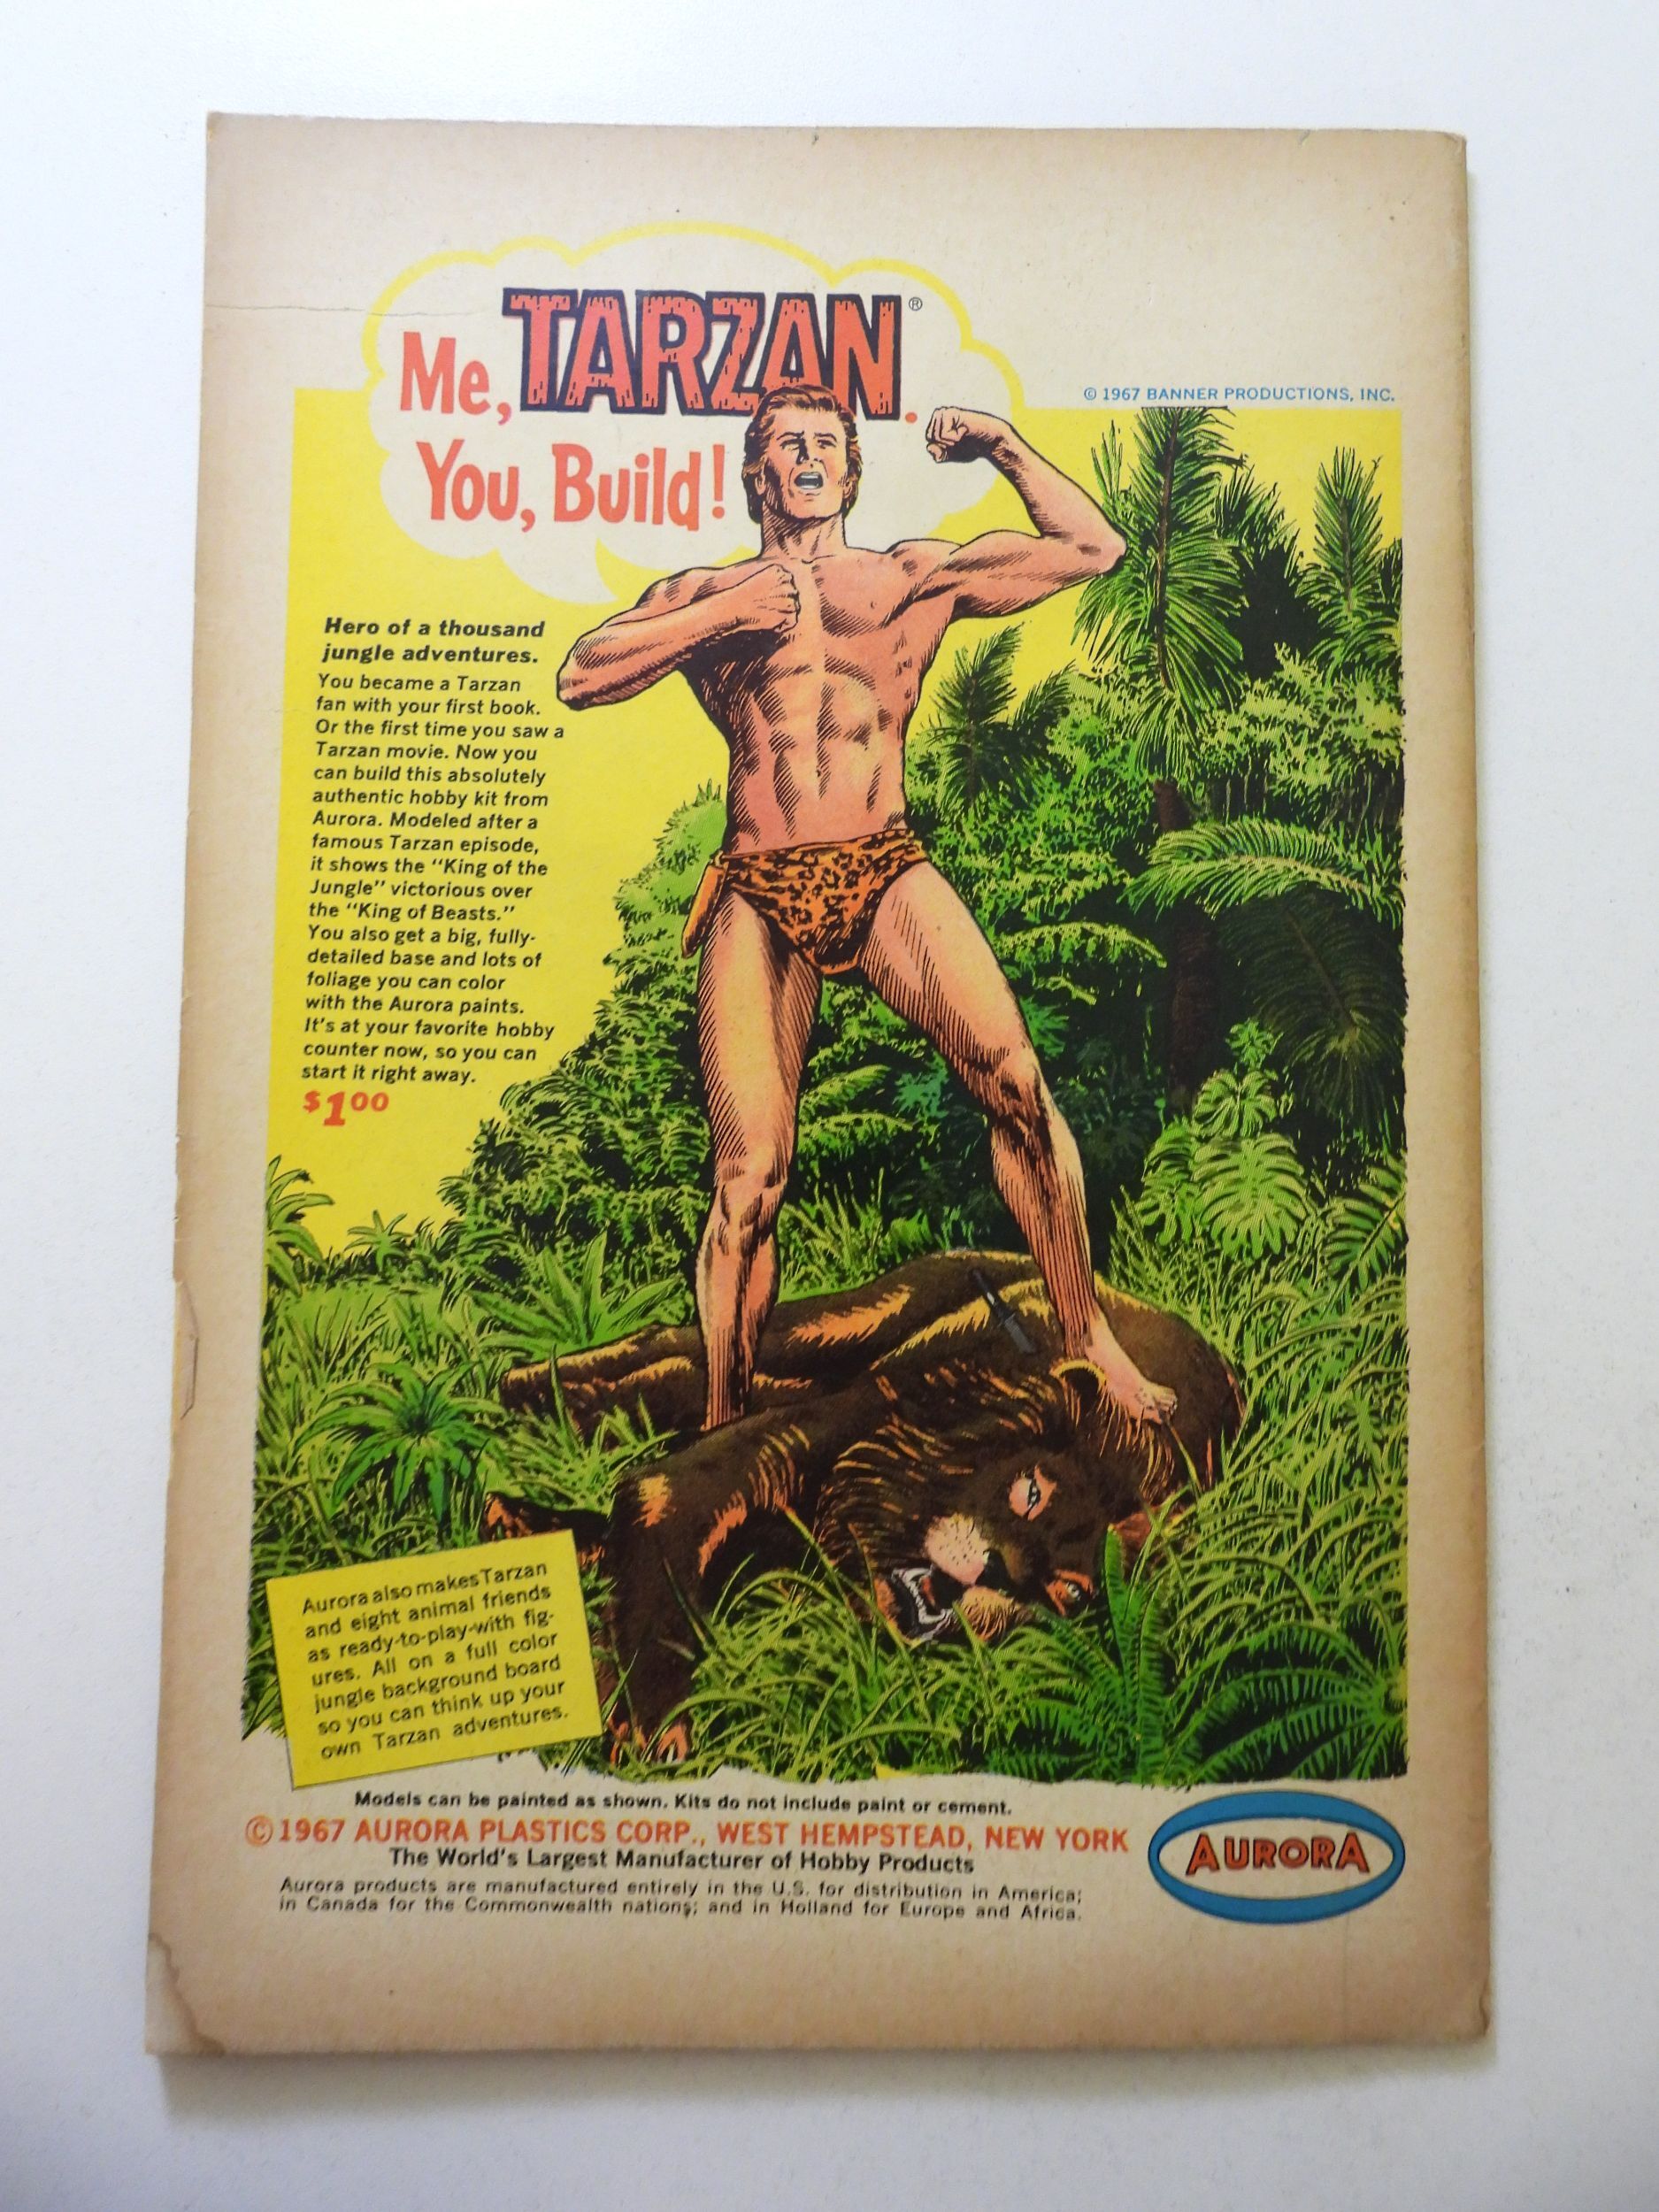 Me, TARZAN®.
You, Build!
© 1967 BANNER PRODUCTIONS, INC.
Hero of a thousand
jungle adventures.
You became a Tarzan
fan with your first book.
Or the first time you saw a
Tarzan movie. Now you
can build this absolutely
authentic hobby kit from
Aurora. Modeled after a
famous Tarzan episode,
it shows the "King of the
Jungle" victorious over
the "King of Beasts."
You also get a big, fully-
detailed base and lots of
foliage you can color
with the Aurora paints.
It's at your favorite hobby
counter now, so you can
start it right away.
$1 00
Aurora also makes Tarzan
and eight animal friends
as ready-to-play-with fig-
ures. All on a full color
jungle background board
so you can think up your
own Tarzan adventures.
Models can be painted as shown. Kits do not include paint or cement.
© 1967 AURORA PLASTICS CORP., WEST HEMPSTEAD, NEW YORK
The World's Largest Manufacturer of Hobby Products
Aurora products are manufactured entirely in the U.S. for distribution in America;
in Canada for the Commonwealth nations; and in Holland for Europe and Africa.
AURORA